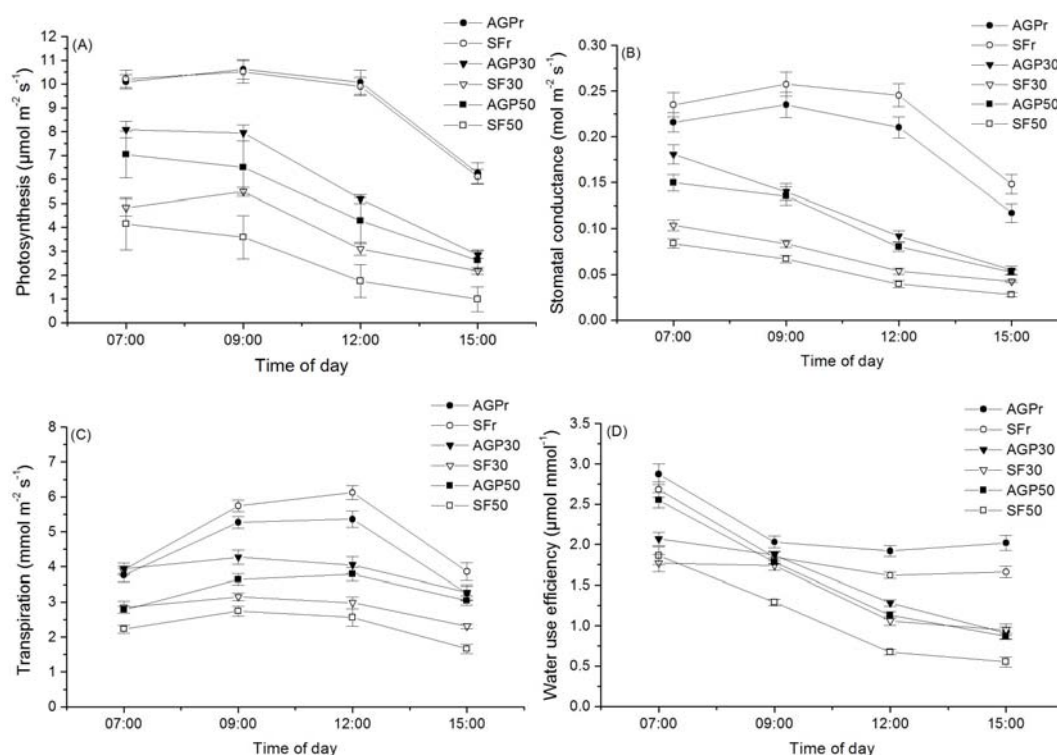 (A)
AGPr
SFr
AGP30
SF30
AGP50
SF50
Photosynthesis (µmol m⁻² s⁻¹)
12
11
10
9
8
7
6
5
4
3
2
1
0
07:00 09:00 12:00 15:00
Time of day
(B)
AGPr
SFr
AGP30
SF30
AGP50
SF50
Stomatal conductance (mol m⁻² s⁻¹)
0.30
0.25
0.20
0.15
0.10
0.05
0.00
07:00 09:00 12:00 15:00
Time of day
(C)
AGPr
SFr
AGP30
SF30
AGP50
SF50
Transpiration (mmol m⁻² s⁻¹)
8
7
6
5
4
3
2
1
0
07:00 09:00 12:00 15:00
Time of day
(D)
AGPr
SFr
AGP30
SF30
AGP50
SF50
Water use efficiency (µmol mmol⁻¹)
3.5
3.0
2.5
2.0
1.5
1.0
0.5
0.0
07:00 09:00 12:00 15:00
Time of day